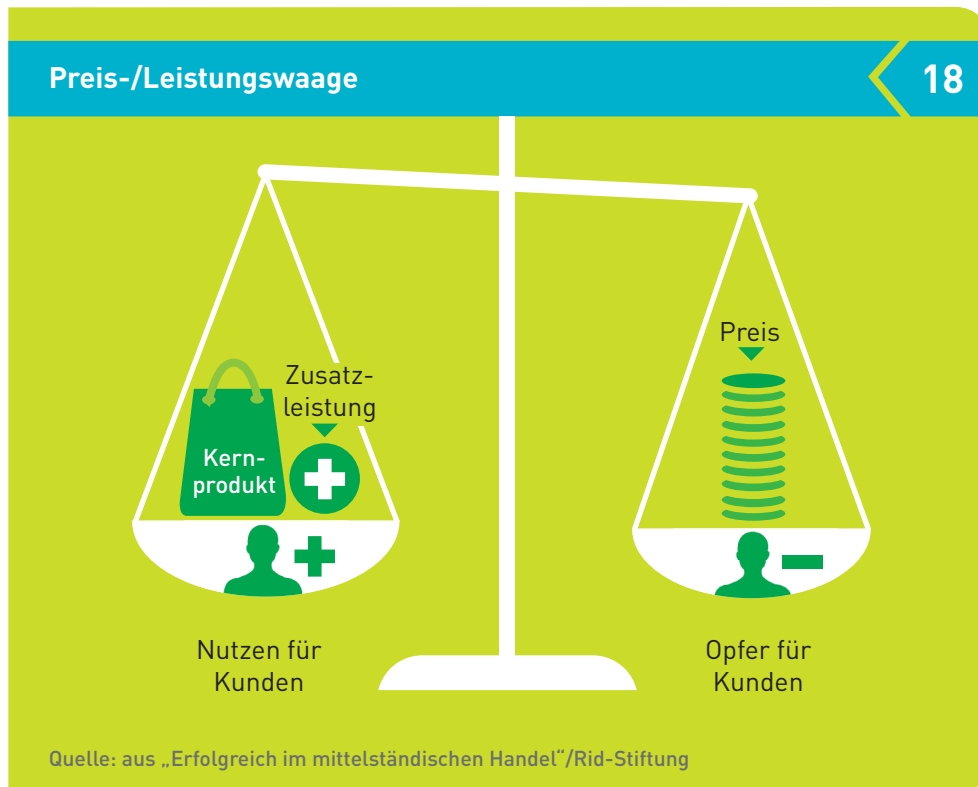 Preis-/Leistungswaage
18
Zusatz-
leistung
Kern-
produkt
Nutzen für
Kunden
Preis
Opfer für
Kunden
Quelle: aus „Erfolgreich im mittelständischen Handel“/Rid-Stiftung